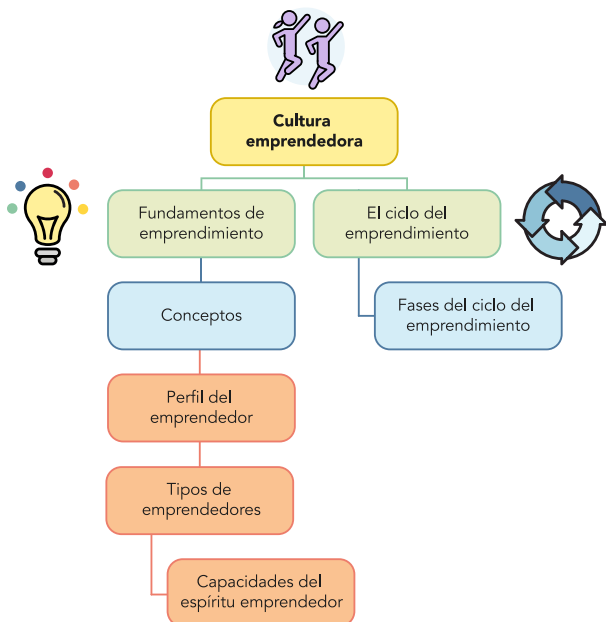 Cultura
emprendedora
Fundamentos de
emprendimiento
El ciclo del
emprendimiento
Conceptos
Fases del ciclo del
emprendimiento
Perfil del
emprendedor
Tipos de
emprendedores
Capacidades del
espíritu emprendedor